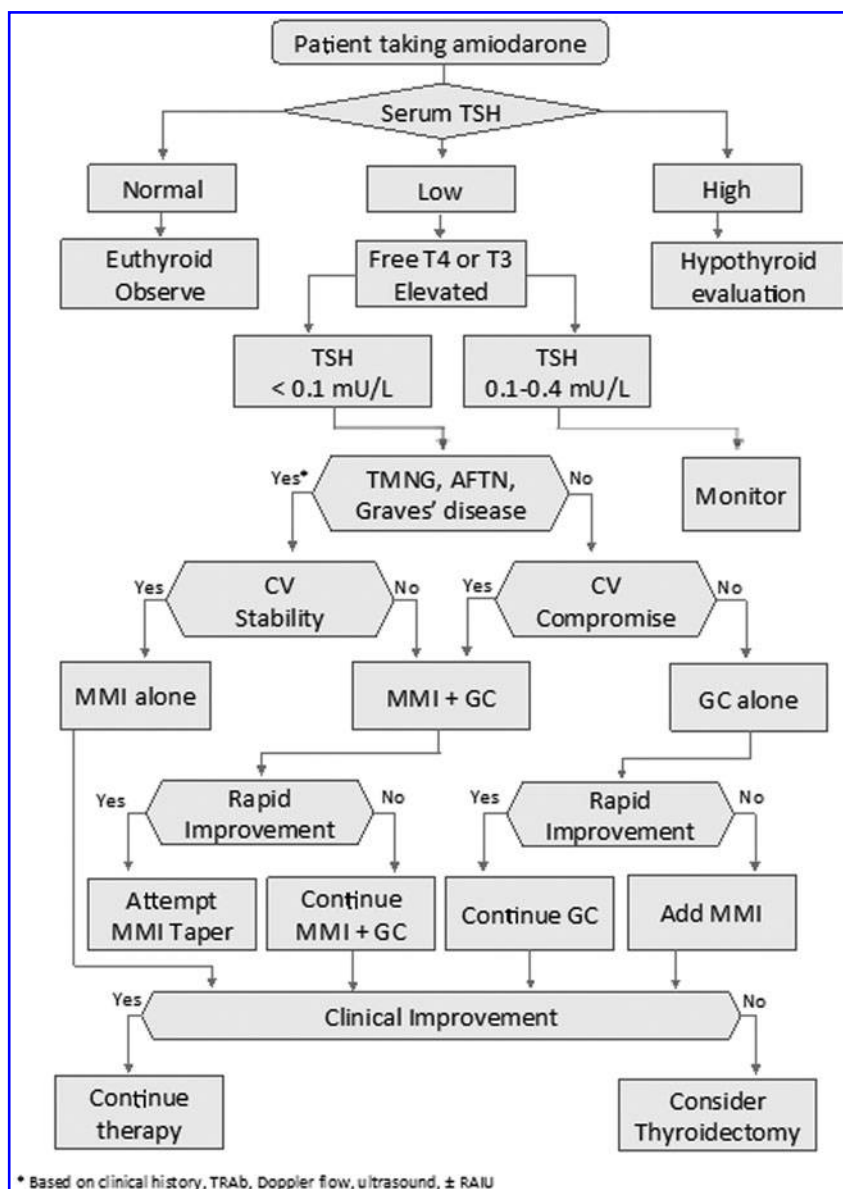 Patient taking amiodarone
Serum TSH
Normal
Low
High
Euthyroid
Observe
Free T4 or T3
Elevated
Hypothyroid
evaluation
TSH
< 0.1 mU/L
TSH
0.1-0.4 mU/L
Yes*
TMNG, AFTN,
Graves' disease
No
Monitor
Yes
CV
Stability
No
Yes
CV
Compromise
No
MMI alone
MMI + GC
GC alone
Yes
Rapid
Improvement
No
Yes
Rapid
Improvement
No
Attempt
MMI Taper
Continue
MMI + GC
Continue GC
Add MMI
Yes
Clinical Improvement
No
Continue
therapy
Consider
Thyroidectomy
* Based on clinical history, TRAb, Doppler flow, ultrasound, ± RAIU